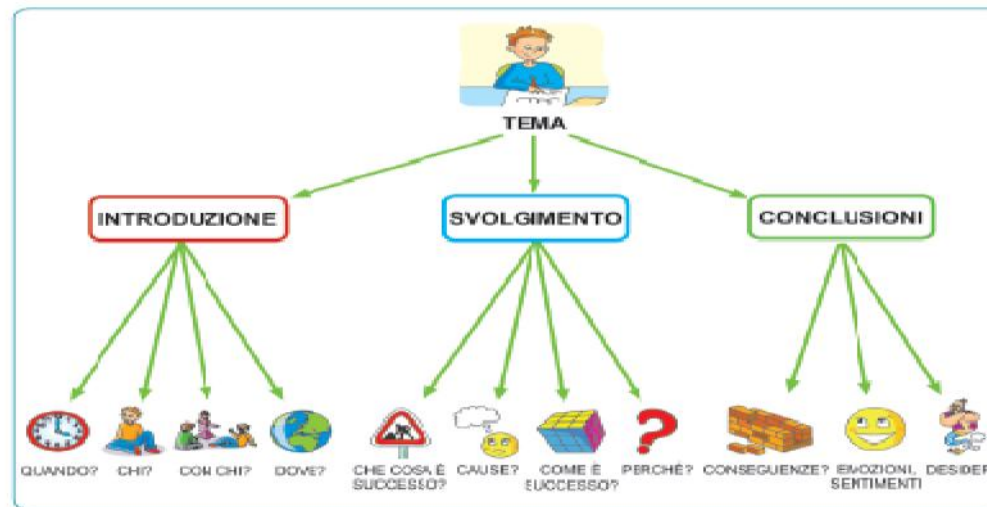 TEMA
INTRODUZIONE
SVOLGIMENTO
CONCLUSIONI
QUANDO?
CHI?
CON CHI?
DOVE?
CHE COSA È
SUCCESSO?
CAUSE?
COME È
SUCCESSO?
PERCHÉ?
CONSEGUENZE?
EMOZIONI,
SENTIMENTI
DESIDER